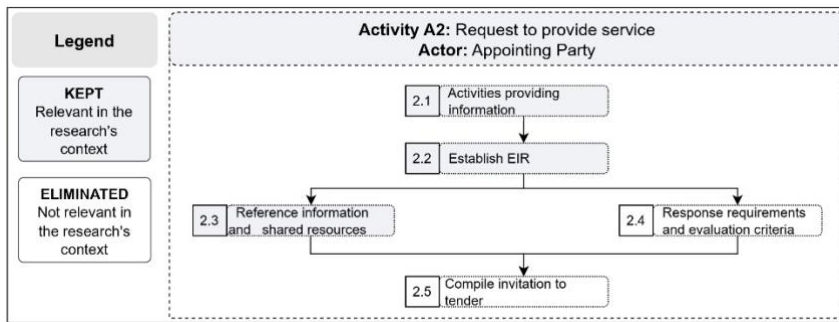 Legend
KEPT
Relevant in the
research's
context
ELIMINATED
Not relevant in
the research's
context
Activity A2: Request to provide service
Actor: Appointing Party
2.1
Activities providing
information
2.2
Establish EIR
2.3
Reference information
and shared resources
2.4
Response requirements
and evaluation criteria
2.5
Compile invitation to
tender